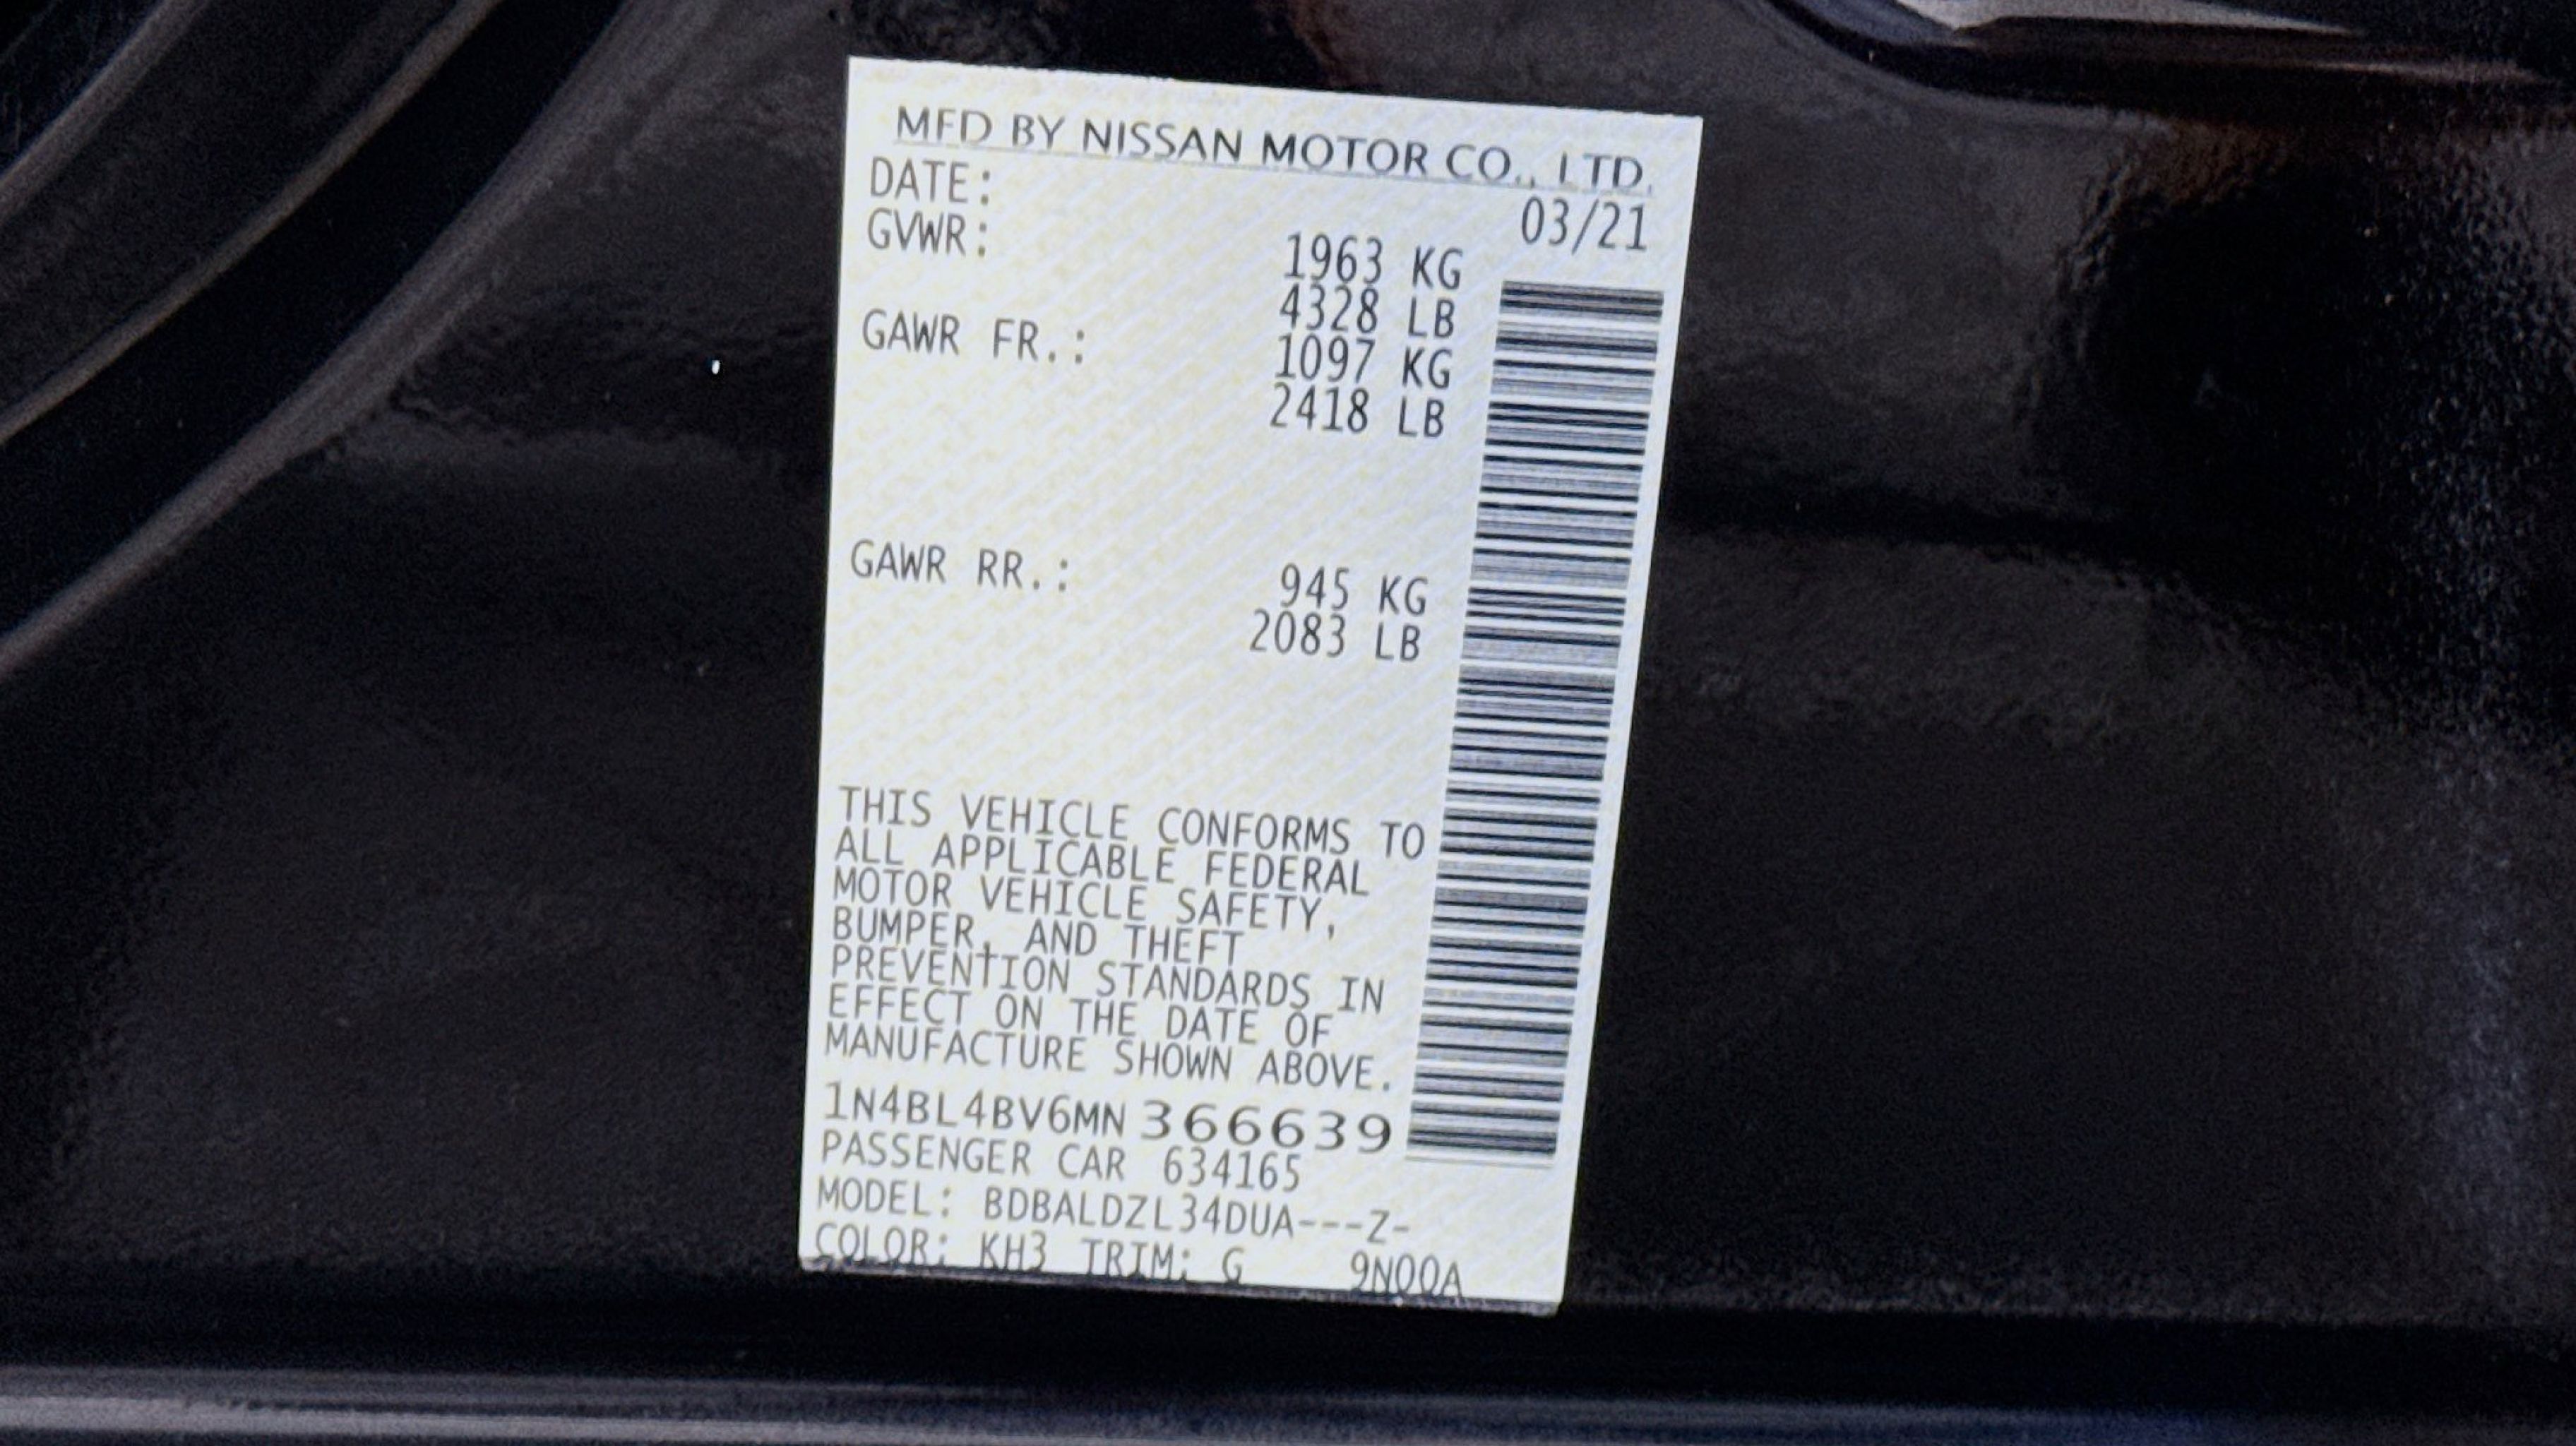 MFD BY NISSAN MOTOR CO., LTD.
DATE: 03/21
GVWR: 1963 KG
4328 LB
GAWR FR.: 1097 KG
2418 LB
GAWR RR.: 945 KG
2083 LB
THIS VEHICLE CONFORMS TO
ALL APPLICABLE FEDERAL
MOTOR VEHICLE SAFETY,
BUMPER, AND THEFT
PREVENTION STANDARDS IN
EFFECT ON THE DATE OF
MANUFACTURE SHOWN ABOVE.
1N4BL4BV6MN366639
PASSENGER CAR 634165
MODEL: BDBALDZL34DUA---Z-
COLOR: KH3 TRIM: G 9N00A